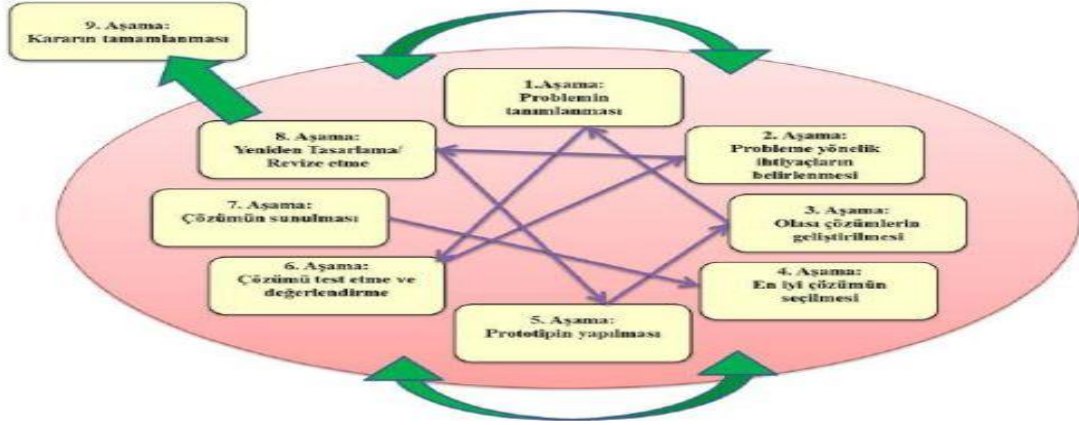 9. Aşama:
Kararın tamamlanması
1.Aşama:
Problemin
tanımlanması
2. Aşama:
Probleme yönelik
ihtiyaçların
belirlenmesi
3. Aşama:
Olası çözümlerin
geliştirilmesi
4. Aşama:
En iyi çözümün
seçilmesi
5. Aşama:
Prototipin yapılması
6. Aşama:
Çözümü test etme ve
değerlendirme
7. Aşama:
Çözümün sunulması
8. Aşama:
Yeniden Tasarlama/
Revize etme